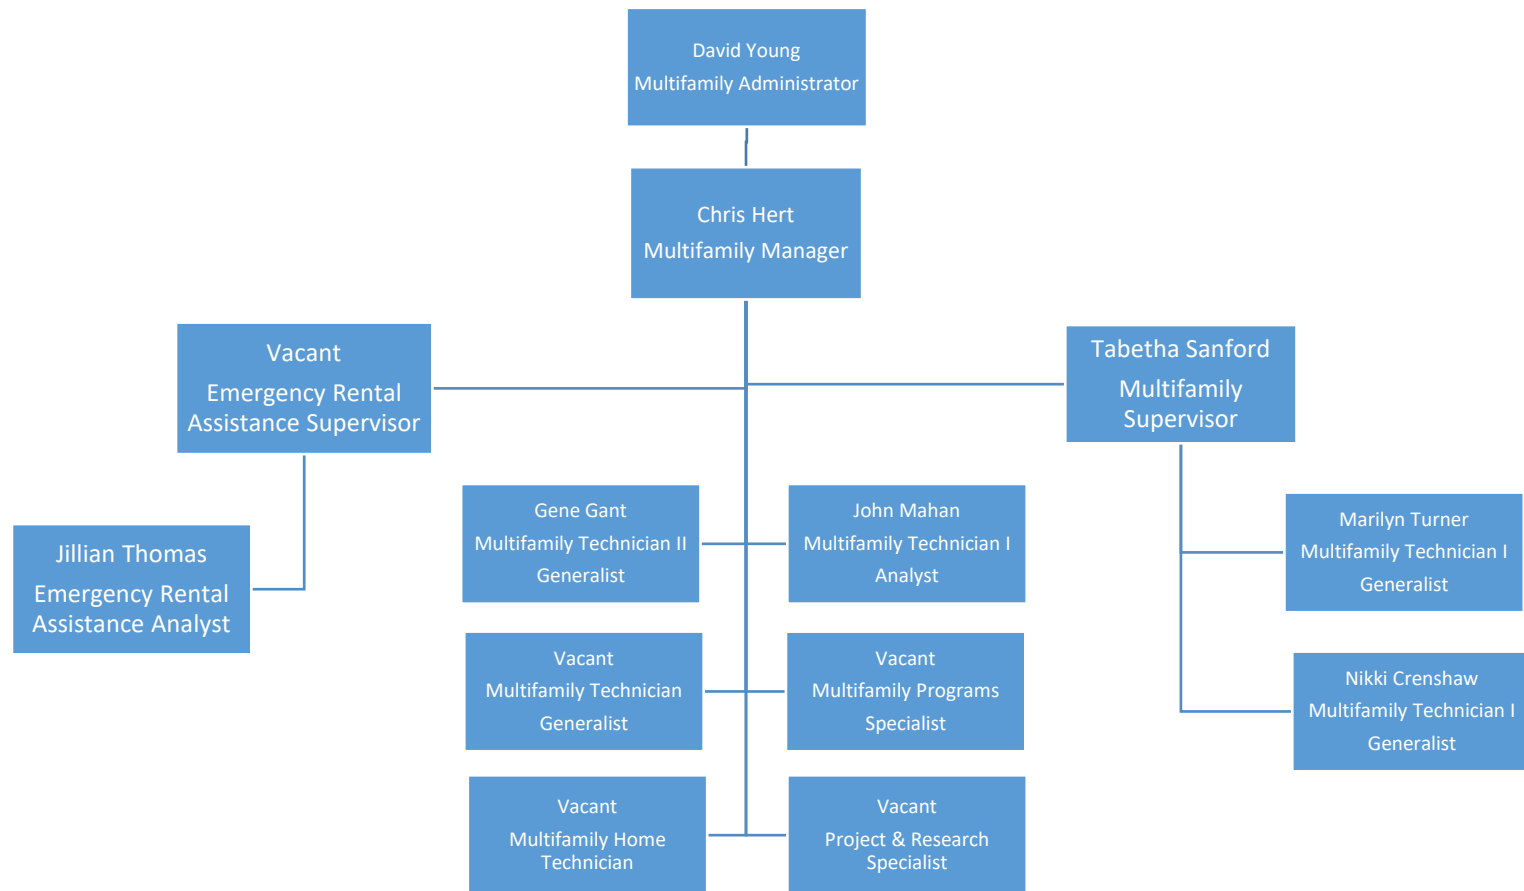 David Young
Multifamily Administrator
Chris Hert
Multifamily Manager
Vacant
Emergency Rental
Assistance Supervisor
Tabetha Sanford
Multifamily
Supervisor
Jillian Thomas
Emergency Rental
Assistance Analyst
Gene Gant
Multifamily Technician II
Generalist
John Mahan
Multifamily Technician I
Analyst
Marilyn Turner
Multifamily Technician I
Generalist
Vacant
Multifamily Technician
Generalist
Vacant
Multifamily Programs
Specialist
Nikki Crenshaw
Multifamily Technician I
Generalist
Vacant
Multifamily Home
Technician
Vacant
Project & Research
Specialist